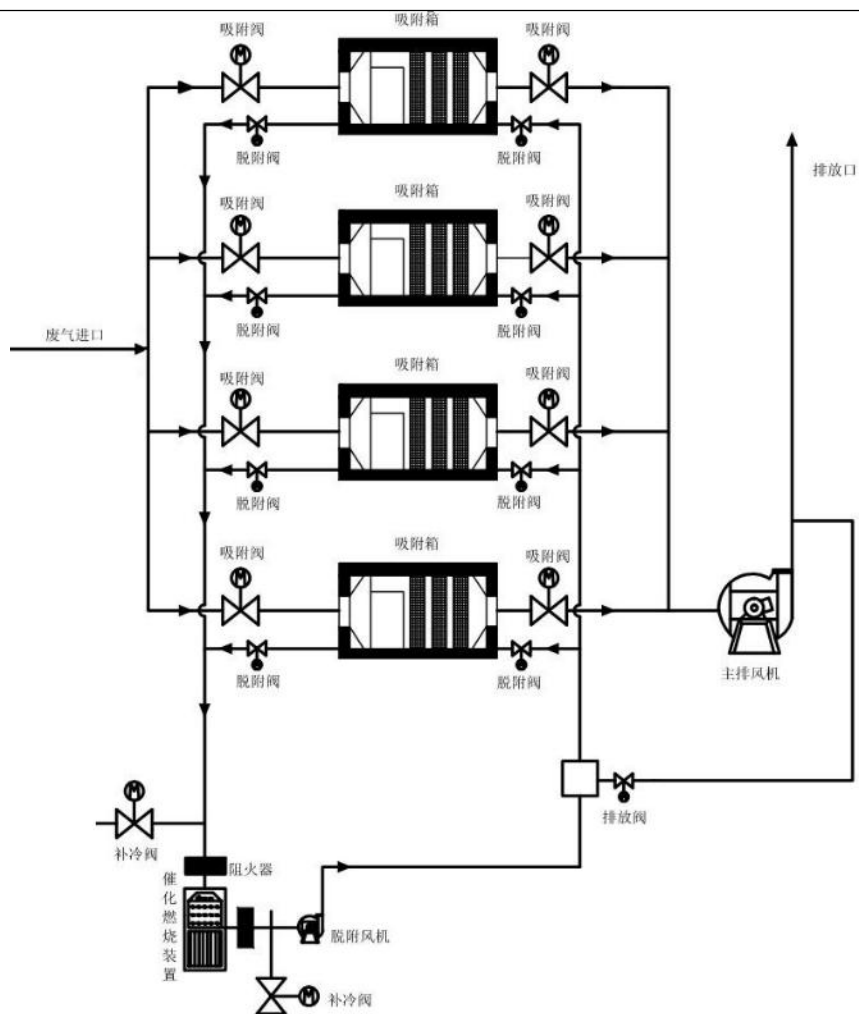 吸附阀
吸附箱
吸附阀
M
M
脱附阀
脱附阀
排放口
吸附阀
吸附箱
吸附阀
M
M
脱附阀
脱附阀
废气进口
吸附阀
吸附箱
吸附阀
M
M
脱附阀
脱附阀
吸附阀
吸附箱
吸附阀
M
M
脱附阀
脱附阀
主排风机
M
排放阀
补冷阀
阻火器
催化燃烧装置
脱附风机
M
补冷阀